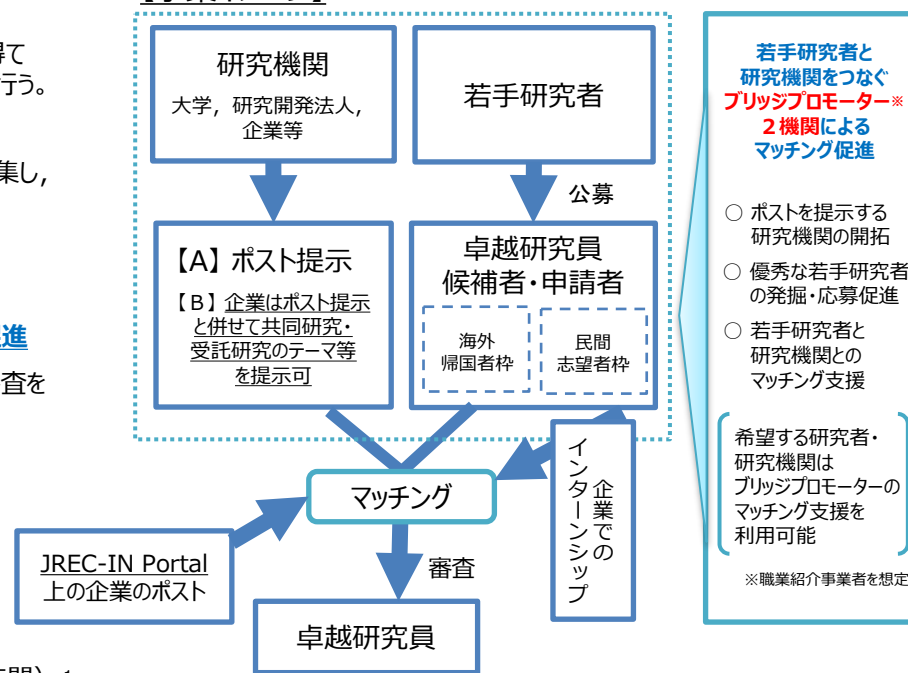 得て
行う。
集し,
進
査を
研究機関
大学，研究開発法人，
企業等
若手研究者
公募
【A】ポスト提示
【B】企業はポスト提示
と併せて共同研究・
受託研究のテーマ等
を提示可
卓越研究員
候補者・申請者
海外
帰国者枠
民間
志望者枠
マッチング
企業での
インターンシップ
JREC-IN Portal
上の企業のポスト
審査
卓越研究員
若手研究者と
研究機関をつなぐ
ブリッジプロモーター※
２機関による
マッチング促進
○ ポストを提示する
研究機関の開拓
○ 優秀な若手研究者
の発掘・応募促進
○ 若手研究者と
研究機関との
マッチング支援
希望する研究者・
研究機関は
ブリッジプロモーターの
マッチング支援を
利用可能
※職業紹介事業者を想定